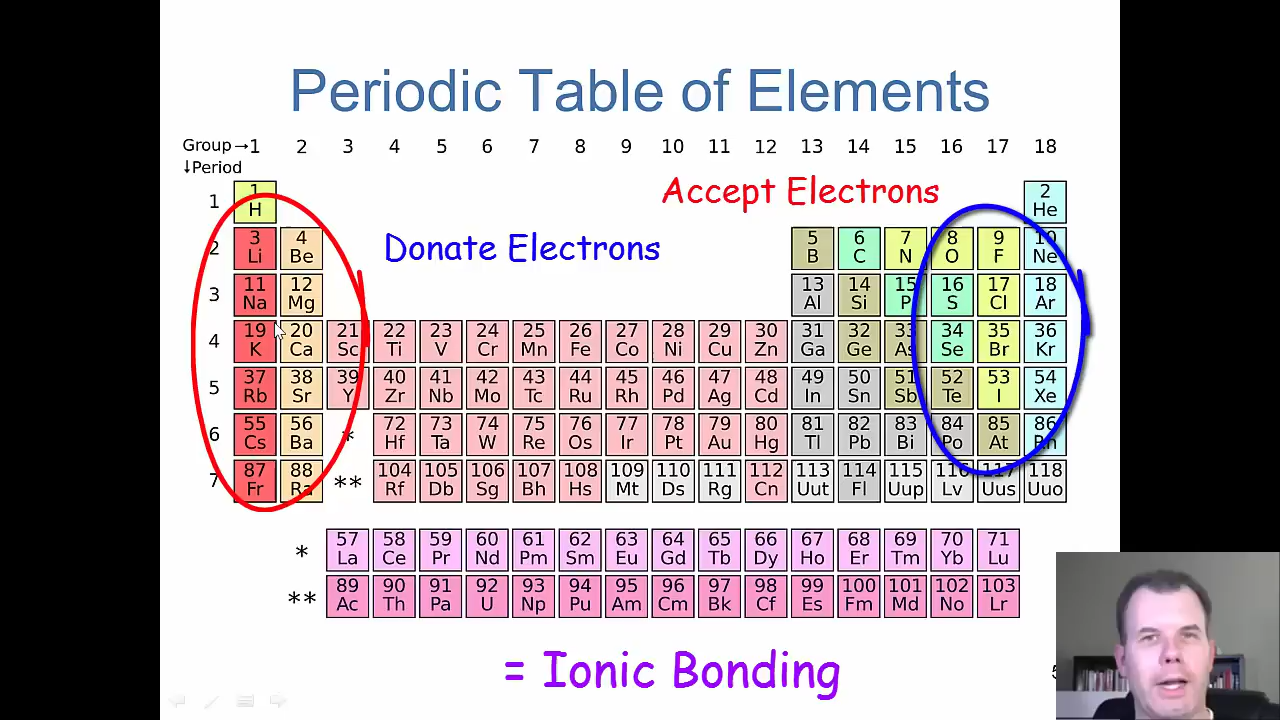 Periodic Table of Elements
Group→1 2 3 4 5 6 7 8 9 10 11 12 13 14 15 16 17 18
↓Period
Accept Electrons
Donate Electrons
1 1 2
H He
2 3 4 5 6 7 8 9 10
Li Be B C N O F Ne
3 11 12 13 14 15 16 17 18
Na Mg Al Si P S Cl Ar
4 19 20 21 22 23 24 25 26 27 28 29 30 31 32 33 34 35 36
K Ca Sc Ti V Cr Mn Fe Co Ni Cu Zn Ga Ge As Se Br Kr
5 37 38 39 40 41 42 43 44 45 46 47 48 49 50 51 52 53 54
Rb Sr Y Zr Nb Mo Tc Ru Rh Pd Ag Cd In Sn Sb Te I Xe
6 55 56 * 72 73 74 75 76 77 78 79 80 81 82 83 84 85 86
Cs Ba Hf Ta W Re Os Ir Pt Au Hg Tl Pb Bi Po At Rn
7 87 88 ** 104 105 106 107 108 109 110 111 112 113 114 115 116 117 118
Fr Ra Rf Db Sg Bh Hs Mt Ds Rg Cn Uut Fl Uup Lv Uus Uuo
* 57 58 59 60 61 62 63 64 65 66 67 68 69 70 71
La Ce Pr Nd Pm Sm Eu Gd Tb Dy Ho Er Tm Yb Lu
** 89 90 91 92 93 94 95 96 97 98 99 100 101 102 103
Ac Th Pa U Np Pu Am Cm Bk Cf Es Fm Md No Lr
= Ionic Bonding